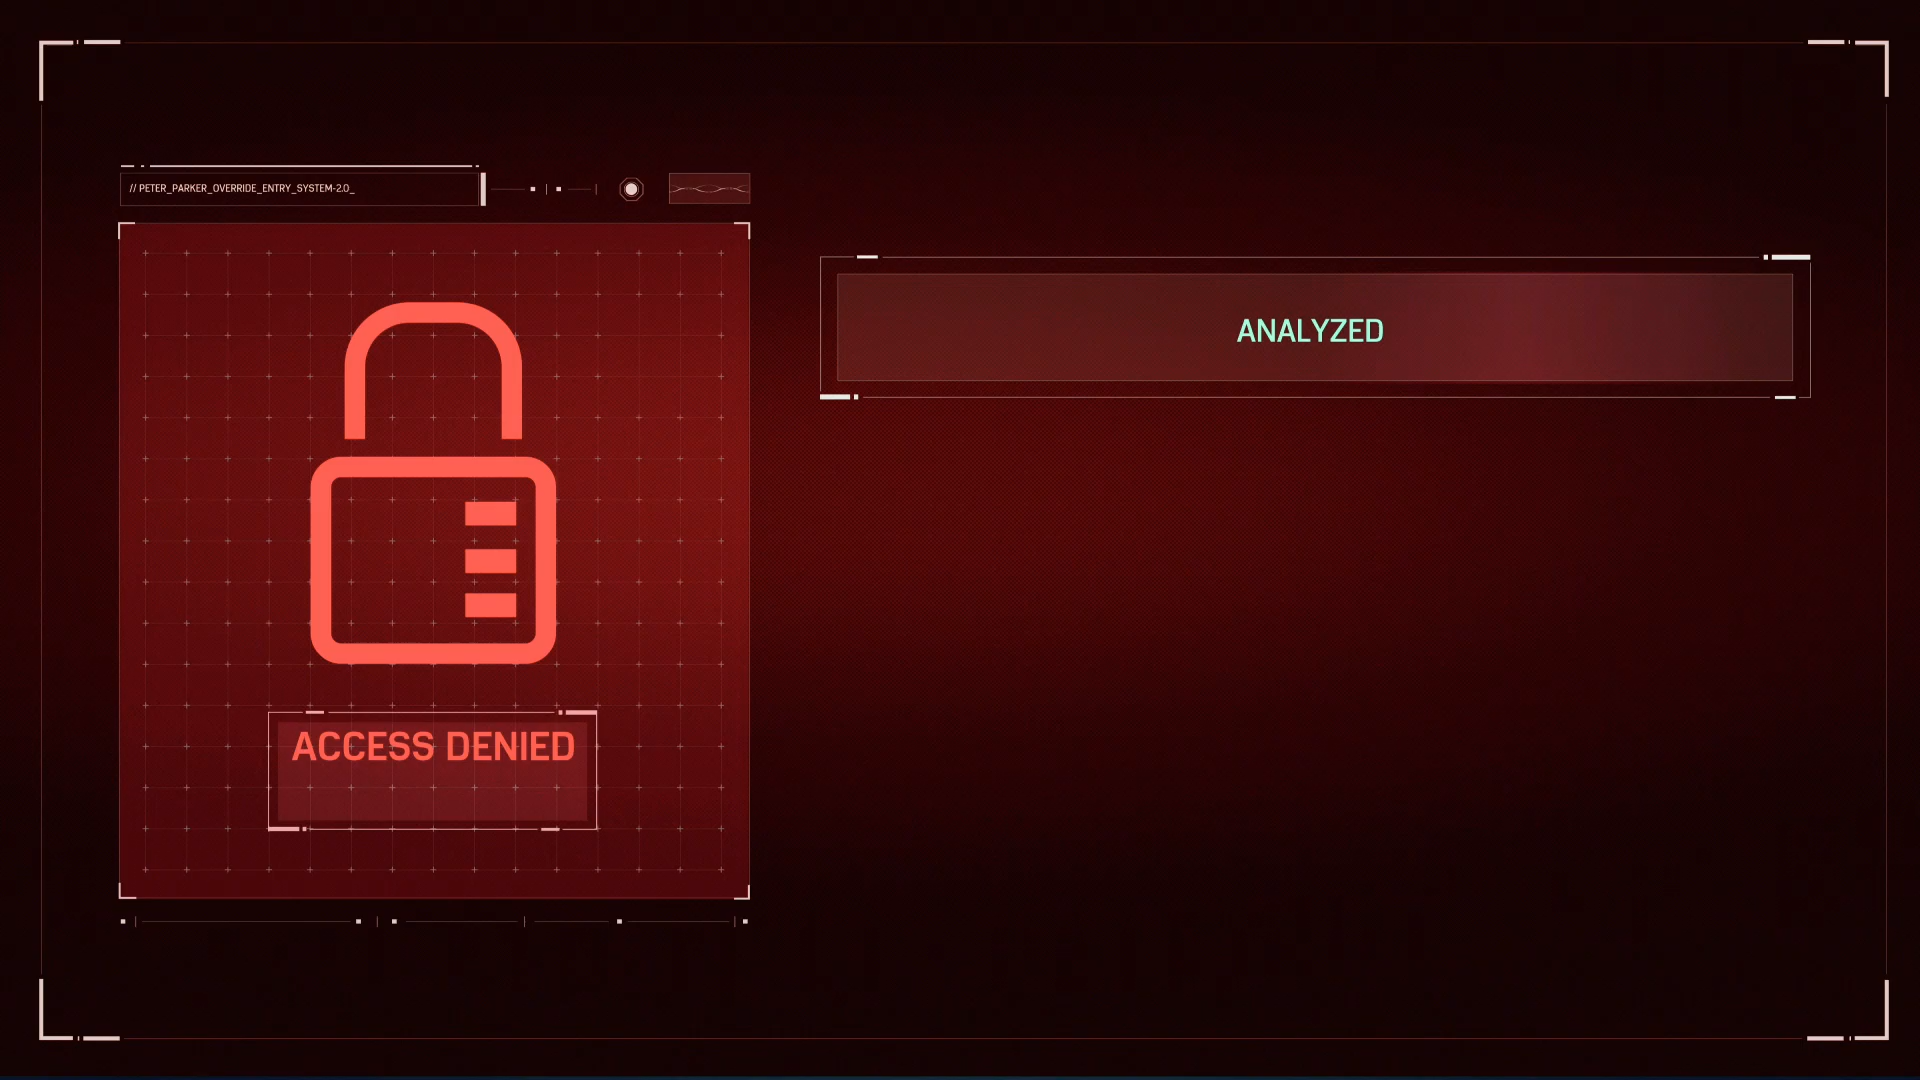 // PETER_PARKER_OVERRIDE_ENTRY_SYSTEM-2.0_
ANALYZED
ACCESS DENIED